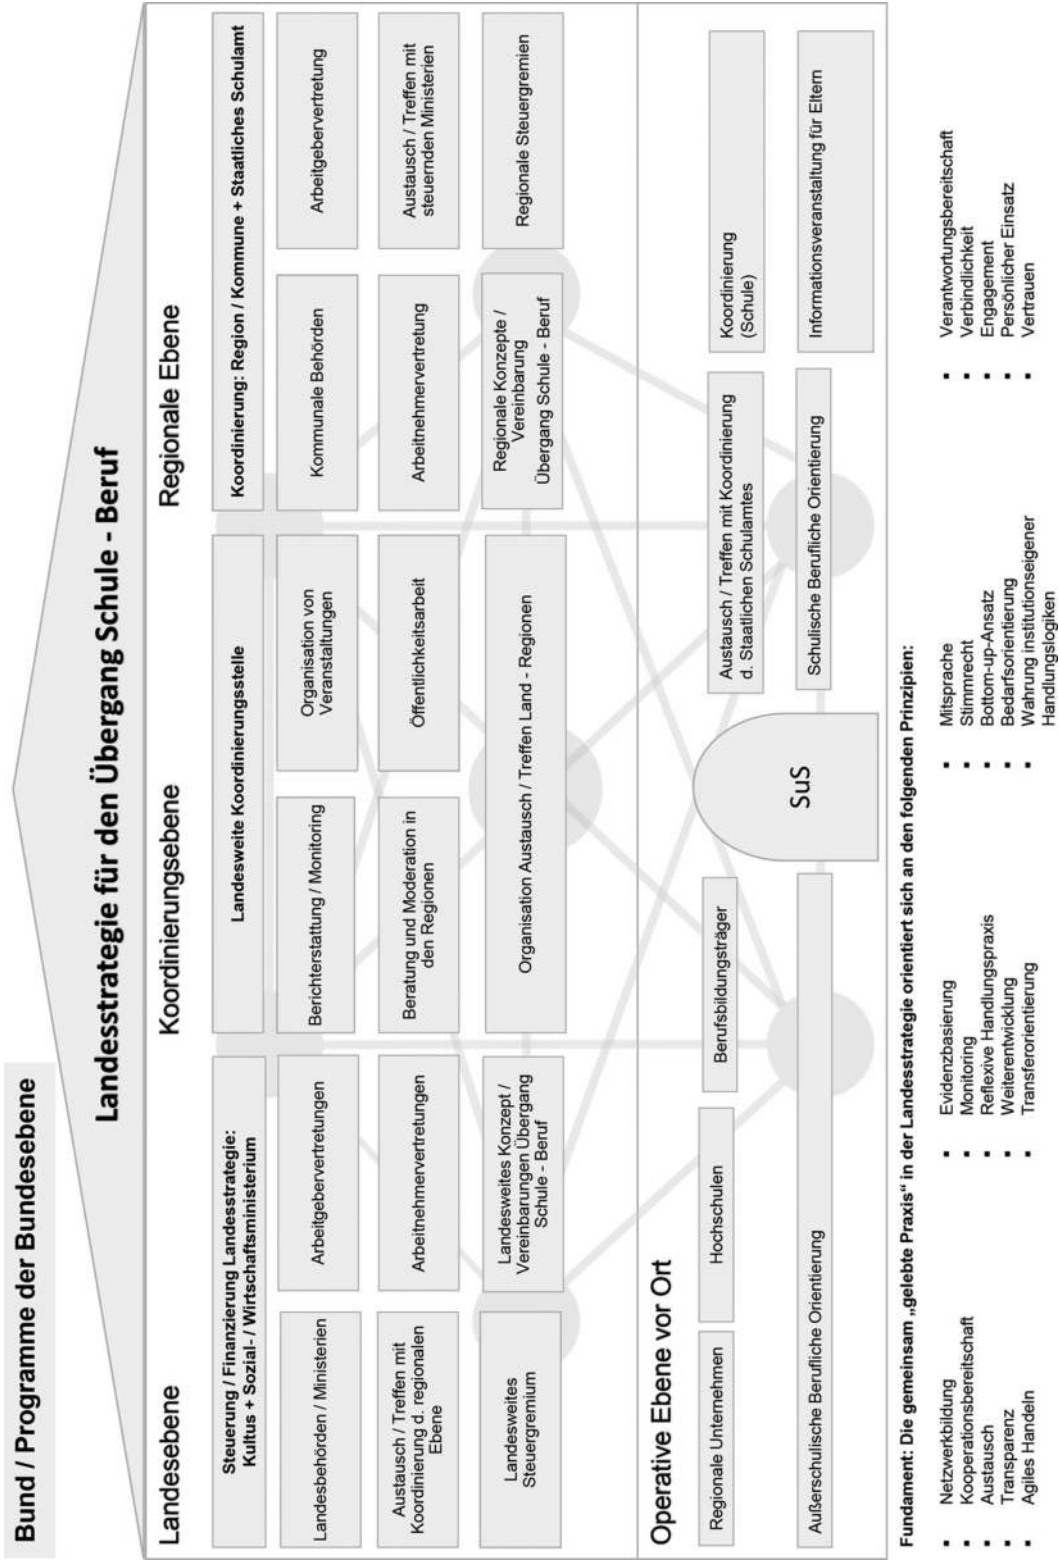 Bund / Programme der Bundesebene
Landesstrategie für den Übergang Schule - Beruf
Landesebene
Steuerung / Finanzierung Landesstrategie:
Kultus + Sozial- / Wirtschaftsministerium
Landesbehörden / Ministerien
Arbeitgebervertretungen
Austausch / Treffen mit
Koordinierung d. regionalen
Ebene
Arbeitnehmervertretungen
Landesweites
Steuergremium
Landesweites Konzept /
Vereinbarungen Übergang
Schule - Beruf
Koordinierungsebene
Landesweite Koordinierungsstelle
Berichterstattung / Monitoring
Organisation von
Veranstaltungen
Beratung und Moderation in
den Regionen
Öffentlichkeitsarbeit
Organisation Austausch / Treffen Land - Regionen
Regionale Ebene
Koordinierung: Region / Kommune + Staatliches Schulamt
Kommunale Behörden
Arbeitgebervertretung
Arbeitnehmervertretung
Austausch / Treffen mit
steuernden Ministerien
Regionale Konzepte /
Vereinbarung
Übergang Schule - Beruf
Regionale Steuergremien
Operative Ebene vor Ort
Regionale Unternehmen
Hochschulen
Berufsbildungsträger
Außerschulische Berufliche Orientierung
SuS
Austausch / Treffen mit Koordinierung
d. Staatlichen Schulamtes
Koordinierung
(Schule)
Schulische Berufliche Orientierung
Informationsveranstaltung für Eltern
Fundament: Die gemeinsam „gelebte Praxis“ in der Landesstrategie orientiert sich an den folgenden Prinzipien:
▪ Netzwerkbildung
▪ Kooperationsbereitschaft
▪ Austausch
▪ Transparenz
▪ Agiles Handeln
▪ Evidenzbasierung
▪ Monitoring
▪ Reflexive Handlungspraxis
▪ Weiterentwicklung
▪ Transferorientierung
▪ Mitsprache
▪ Stimmrecht
▪ Bottom-up-Ansatz
▪ Bedarfsorientierung
▪ Wahrung institutionseigener
Handlungslogiken
▪ Verantwortungsbereitschaft
▪ Verbindlichkeit
▪ Engagement
▪ Persönlicher Einsatz
▪ Vertrauen